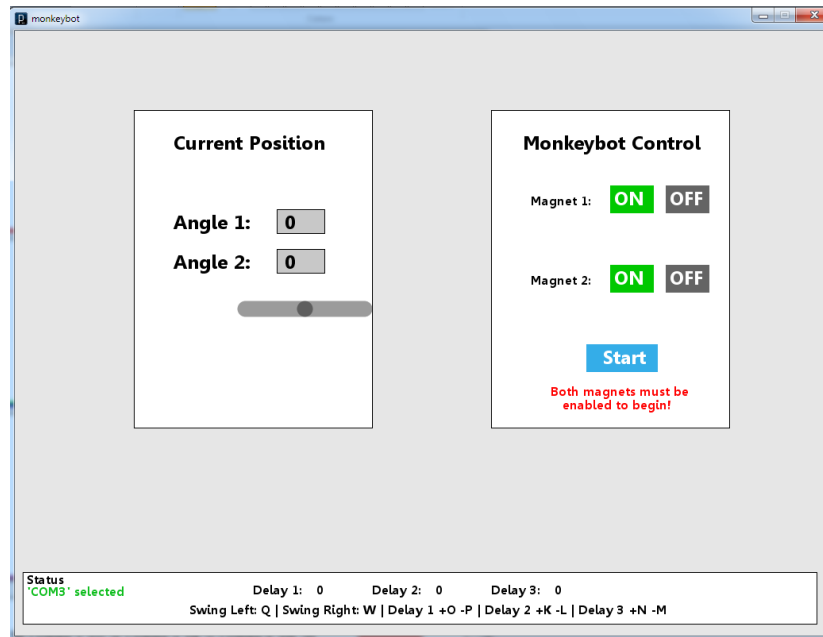 monkeybot
Current Position
Angle 1: 0
Angle 2: 0
Monkeybot Control
Magnet 1: ON OFF
Magnet 2: ON OFF
Start
Both magnets must be
enabled to begin!
Status
'COM3' selected
Delay 1: 0 Delay 2: 0 Delay 3: 0
Swing Left: Q | Swing Right: W | Delay 1 +O -P | Delay 2 +K -L | Delay 3 +N -M